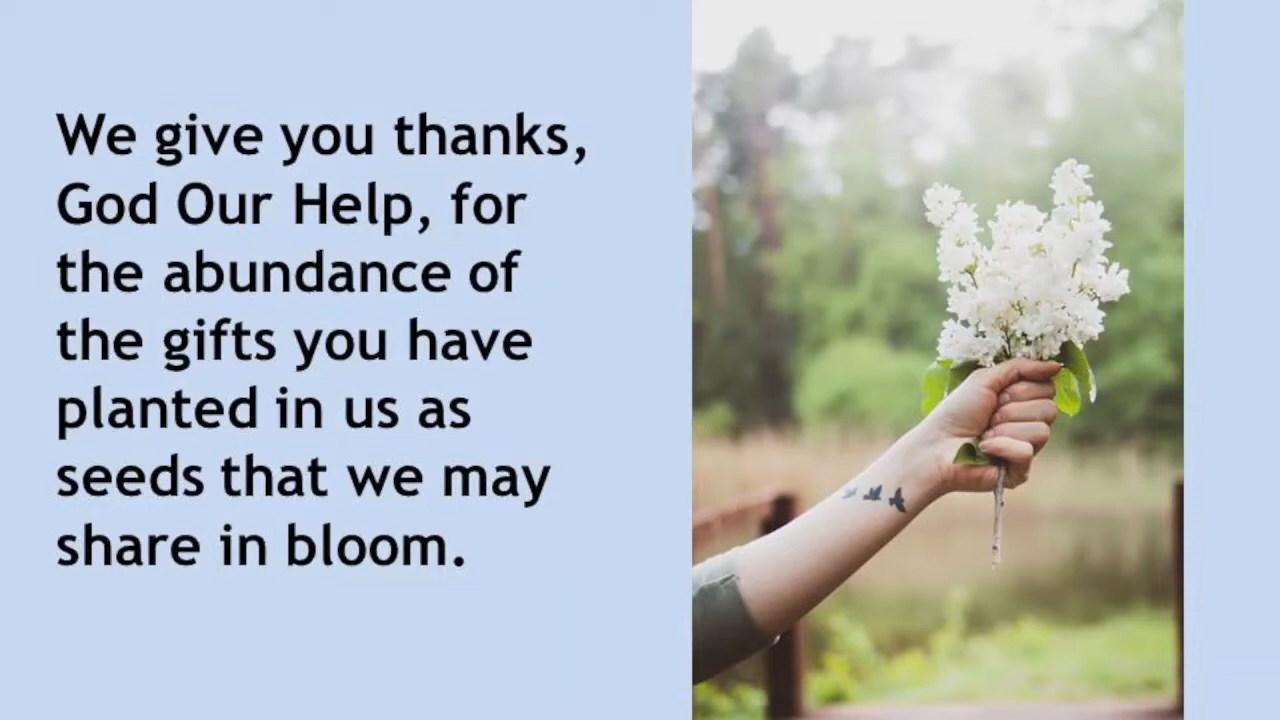 We give you thanks,
God Our Help, for
the abundance of
the gifts you have
planted in us as
seeds that we may
share in bloom.